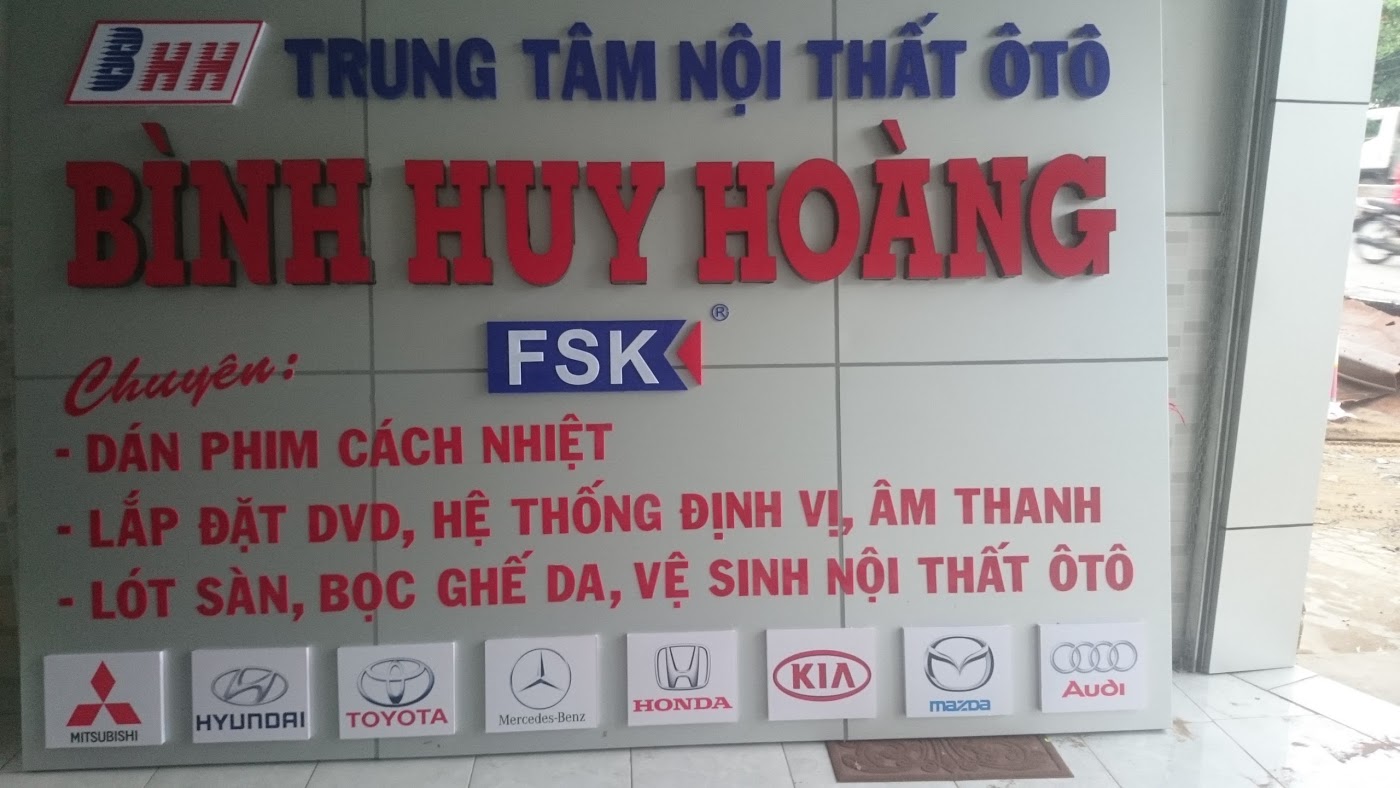 BHH TRUNG TÂM NỘI THẤT ÔTÔ
BÌNH HUY HOÀNG
FSK ®
Chuyên:
- DÁN PHIM CÁCH NHIỆT
- LẮP ĐẶT DVD, HỆ THỐNG ĐỊNH VỊ, ÂM THANH
- LÓT SÀN, BỌC GHẾ DA, VỆ SINH NỘI THẤT ÔTÔ
MITSUBISHI HYUNDAI TOYOTA Mercedes-Benz HONDA KIA mazda Audi